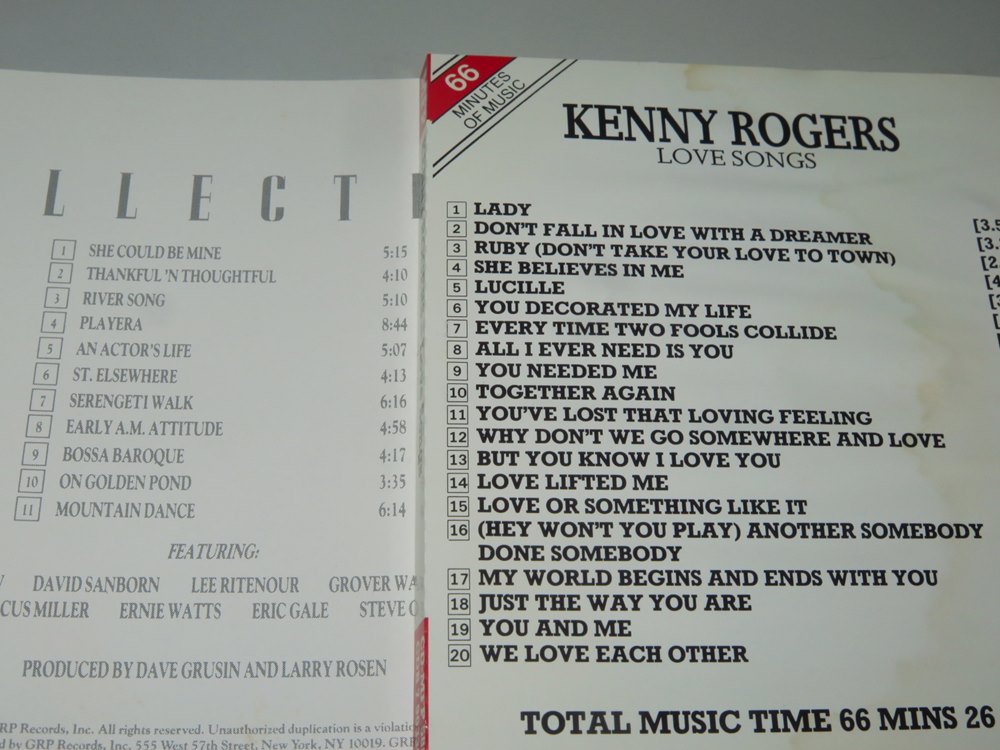 LLECT
1 SHE COULD BE MINE 5:15
2 THANKFUL 'N THOUGHTFUL 4:10
3 RIVER SONG 5:10
4 PLAYERA 8:44
5 AN ACTOR'S LIFE 5:07
6 ST. ELSEWHERE 4:13
7 SERENGETI WALK 6:16
8 EARLY A.M. ATTITUDE 4:58
9 BOSSA BAROQUE 4:17
10 ON GOLDEN POND 3:35
11 MOUNTAIN DANCE 6:14
FEATURING:
DAVID SANBORN LEE RITENOUR GROVER WA
CUS MILLER ERNIE WATTS ERIC GALE STEVE
PRODUCED BY DAVE GRUSIN AND LARRY ROSEN
GRP Records, Inc. All rights reserved. Unauthorized duplication is a violatio
d by GRP Records, Inc. 555 West 57th Street, New York, NY 10019. GRP
66
MINUTES
OF MUSIC
KENNY ROGERS
LOVE SONGS
1 LADY [3.5
2 DON'T FALL IN LOVE WITH A DREAMER [3.
3 RUBY (DON'T TAKE YOUR LOVE TO TOWN) [2.
4 SHE BELIEVES IN ME [4
5 LUCILLE
6 YOU DECORATED MY LIFE
7 EVERY TIME TWO FOOLS COLLIDE
8 ALL I EVER NEED IS YOU
9 YOU NEEDED ME
10 TOGETHER AGAIN
11 YOU'VE LOST THAT LOVING FEELING
12 WHY DON'T WE GO SOMEWHERE AND LOVE
13 BUT YOU KNOW I LOVE YOU
14 LOVE LIFTED ME
15 LOVE OR SOMETHING LIKE IT
16 (HEY WON'T YOU PLAY) ANOTHER SOMEBODY
DONE SOMEBODY
17 MY WORLD BEGINS AND ENDS WITH YOU
18 JUST THE WAY YOU ARE
19 YOU AND ME
20 WE LOVE EACH OTHER
TOTAL MUSIC TIME 66 MINS 26